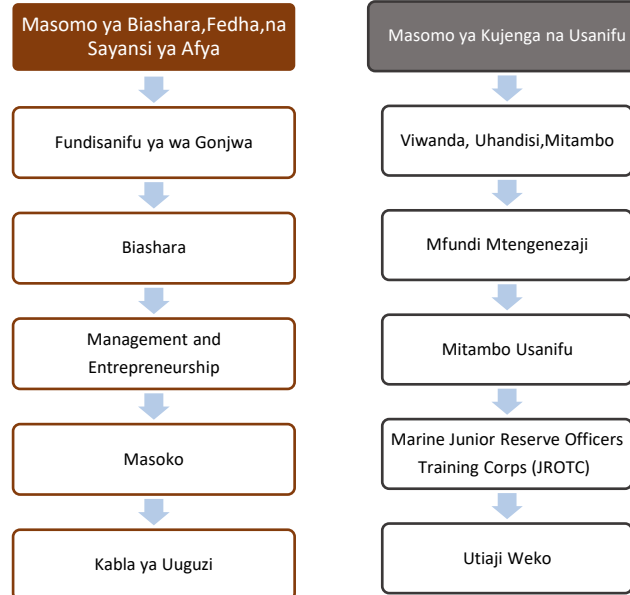 Masomo ya Biashara,Fedha,na
Sayansi ya Afya
Fundisanifu ya wa Gonjwa
Biashara
Management and
Entrepreneurship
Masoko
Kabla ya Uuguzi
Masomo ya Kujenga na Usanifu
Viwanda, Uhandisi,Mitambo
Mfundi Mtengenezaji
Mitambo Usanifu
Marine Junior Reserve Officers
Training Corps (JROTC)
Utiaji Weko